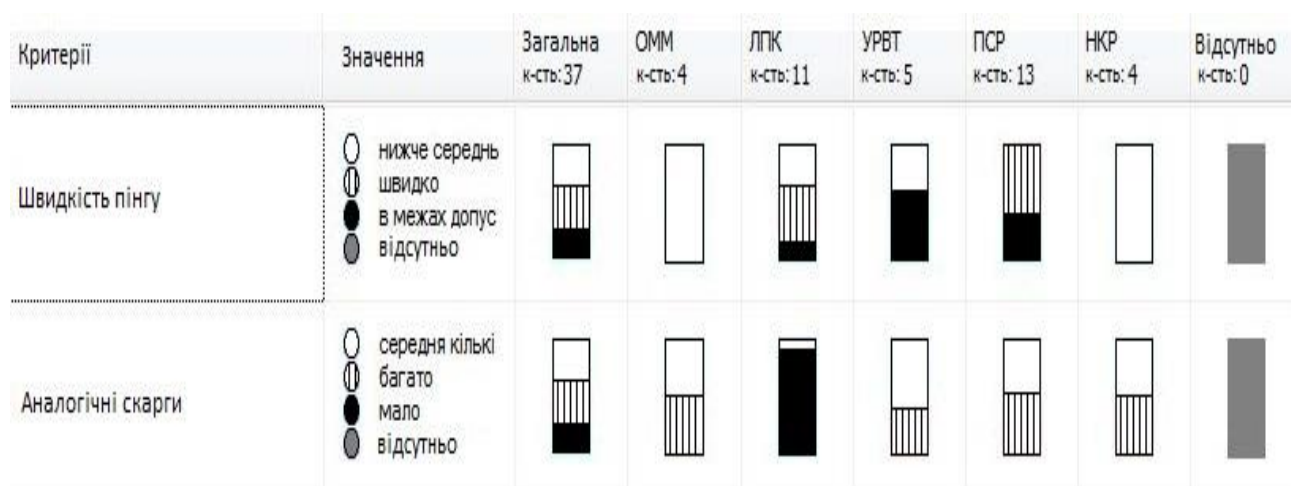 Критерії
Значення
Загальна
к-сть:37
ОММ
к-сть:4
ЛПК
к-сть:11
УРВТ
к-сть:5
ПСР
к-сть:13
НКР
к-сть:4
Відсутньо
к-сть:0
Швидкість пінгу
нижче середнь
швидко
в межах допус
відсутньо
Аналогічні скарги
середня кількі
багато
мало
відсутньо